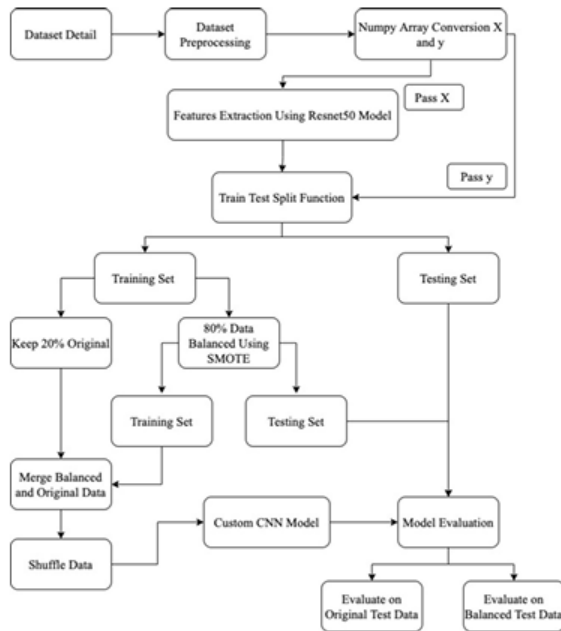 Dataset Detail
Dataset
Preprocessing
Numpy Array Conversion X
and y
Pass X
Features Extraction Using Resnet50 Model
Pass y
Train Test Split Function
Training Set
Testing Set
Keep 20% Original
80% Data
Balanced Using
SMOTE
Training Set
Testing Set
Merge Balanced
and Original Data
Custom CNN Model
Model Evaluation
Shuffle Data
Evaluate on
Original Test Data
Evaluate on
Balanced Test Data